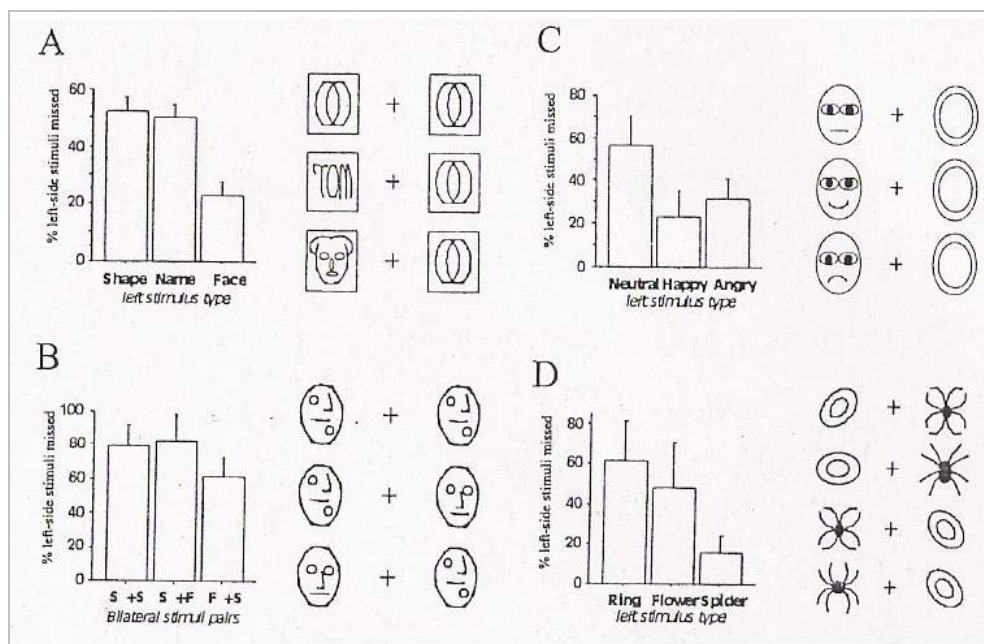 A
% left-side stimuli missed
60
40
20
0
Shape Name Face
left stimulus type
TOM
B
% left-side stimuli missed
100
80
60
40
20
0
S +S S +F F +S
Bilateral stimuli pairs
C
% left-side stimuli missed
80
60
40
20
0
Neutral Happy Angry
left stimulus type
D
% left-side stimuli missed
80
60
40
20
0
Ring Flower Spider
left stimulus type